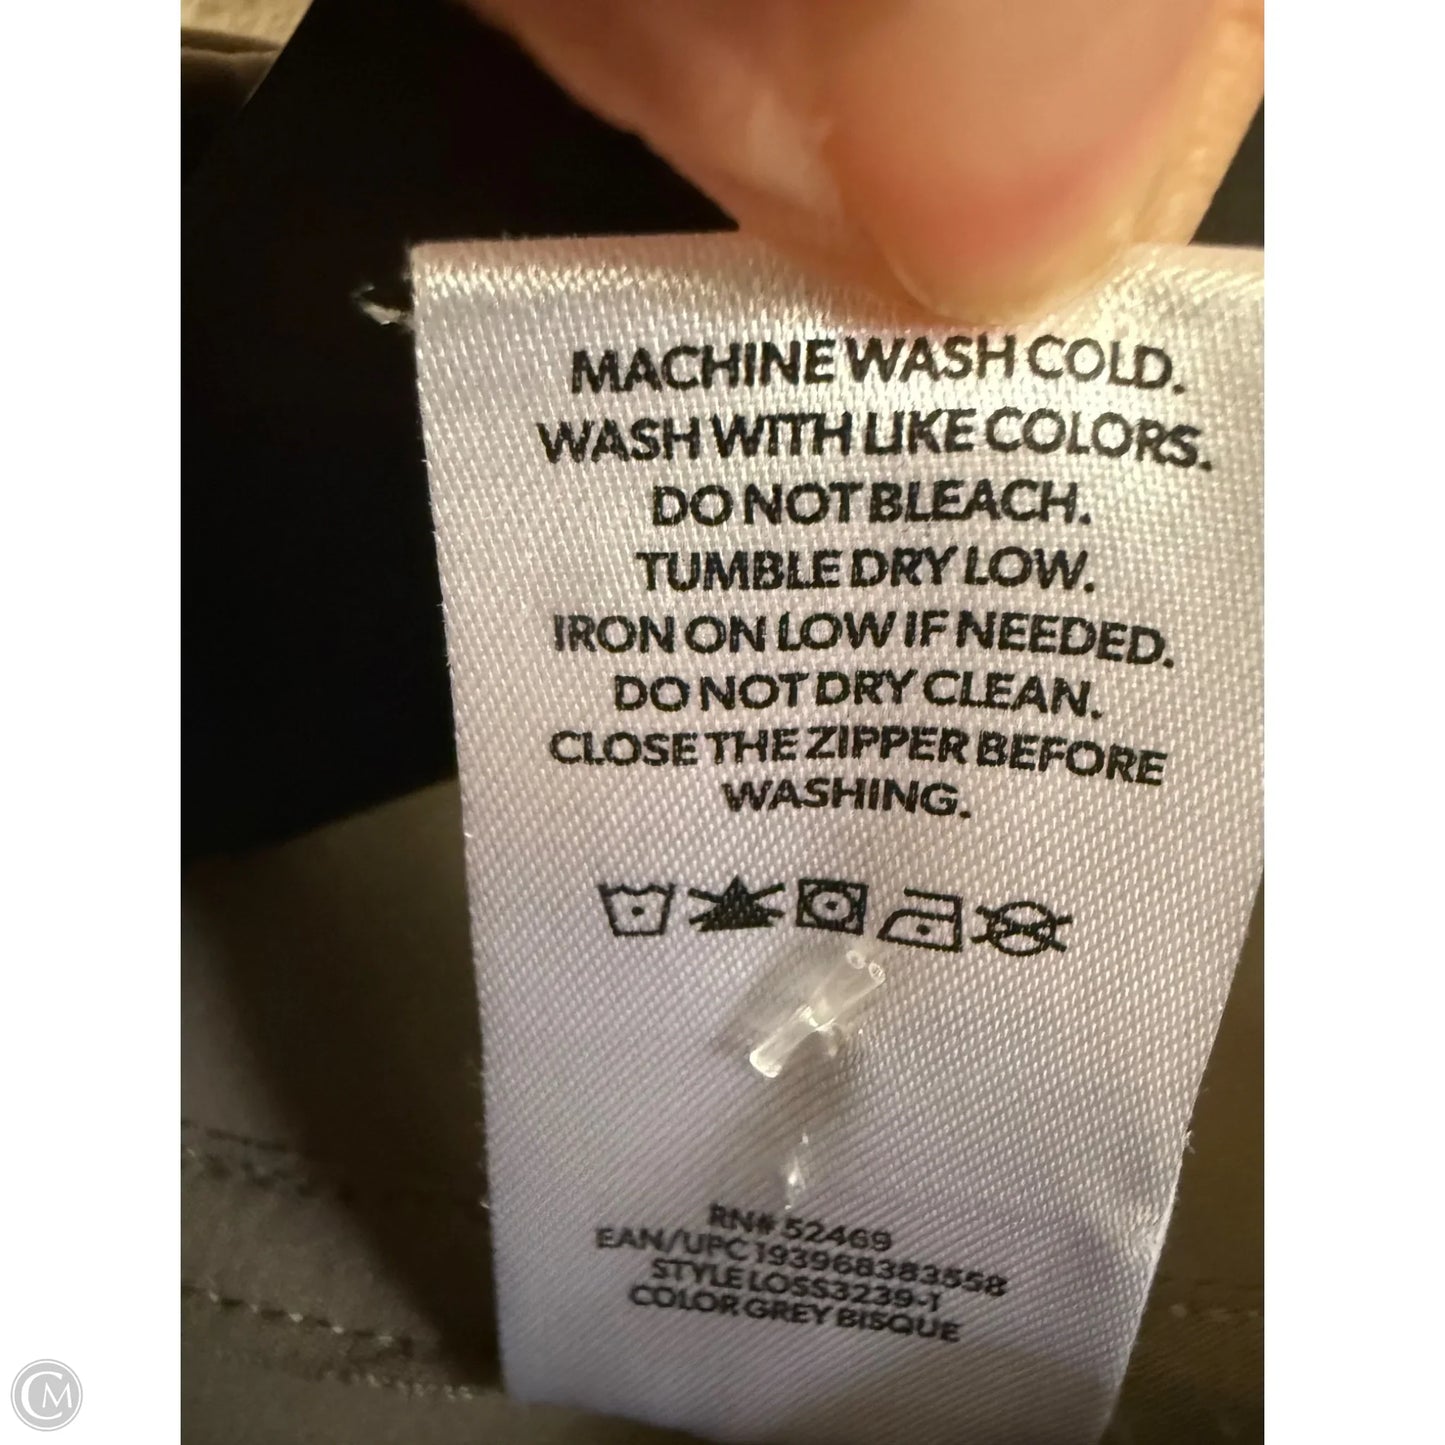 MACHINE WASH COLD.
WASH WITH LIKE COLORS.
DO NOT BLEACH.
TUMBLE DRY LOW.
IRON ON LOW IF NEEDED.
DO NOT DRY CLEAN.
CLOSE THE ZIPPER BEFORE
WASHING.
RN# 52469
EAN/UPC 193968383558
STYLE LOSS3239-1
COLOR GREY BISQUE
CM